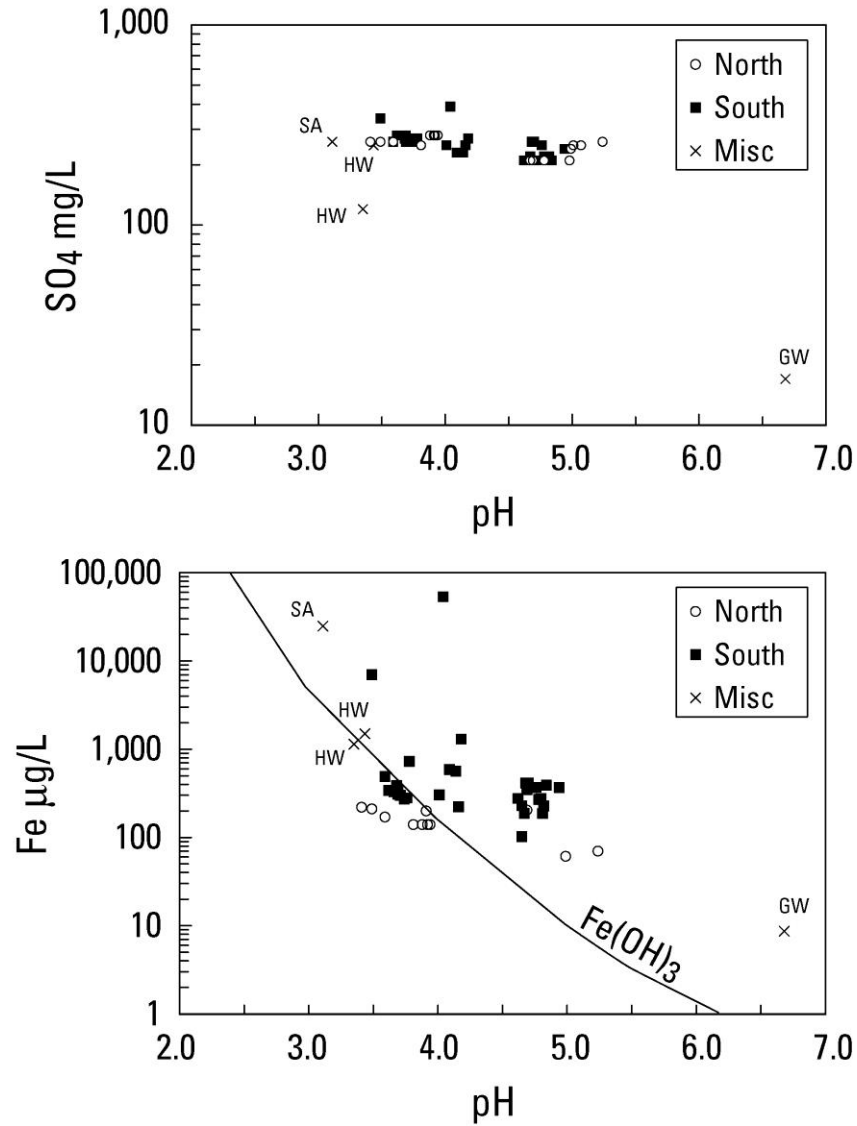 1,000
100
10
SO4 mg/L
2.0 3.0 4.0 5.0 6.0 7.0
pH
North
South
Misc
SA
HW
HW
GW
100,000
10,000
1,000
100
10
1
Fe µg/L
2.0 3.0 4.0 5.0 6.0 7.0
pH
North
South
Misc
SA
HW
HW
GW
Fe(OH)3